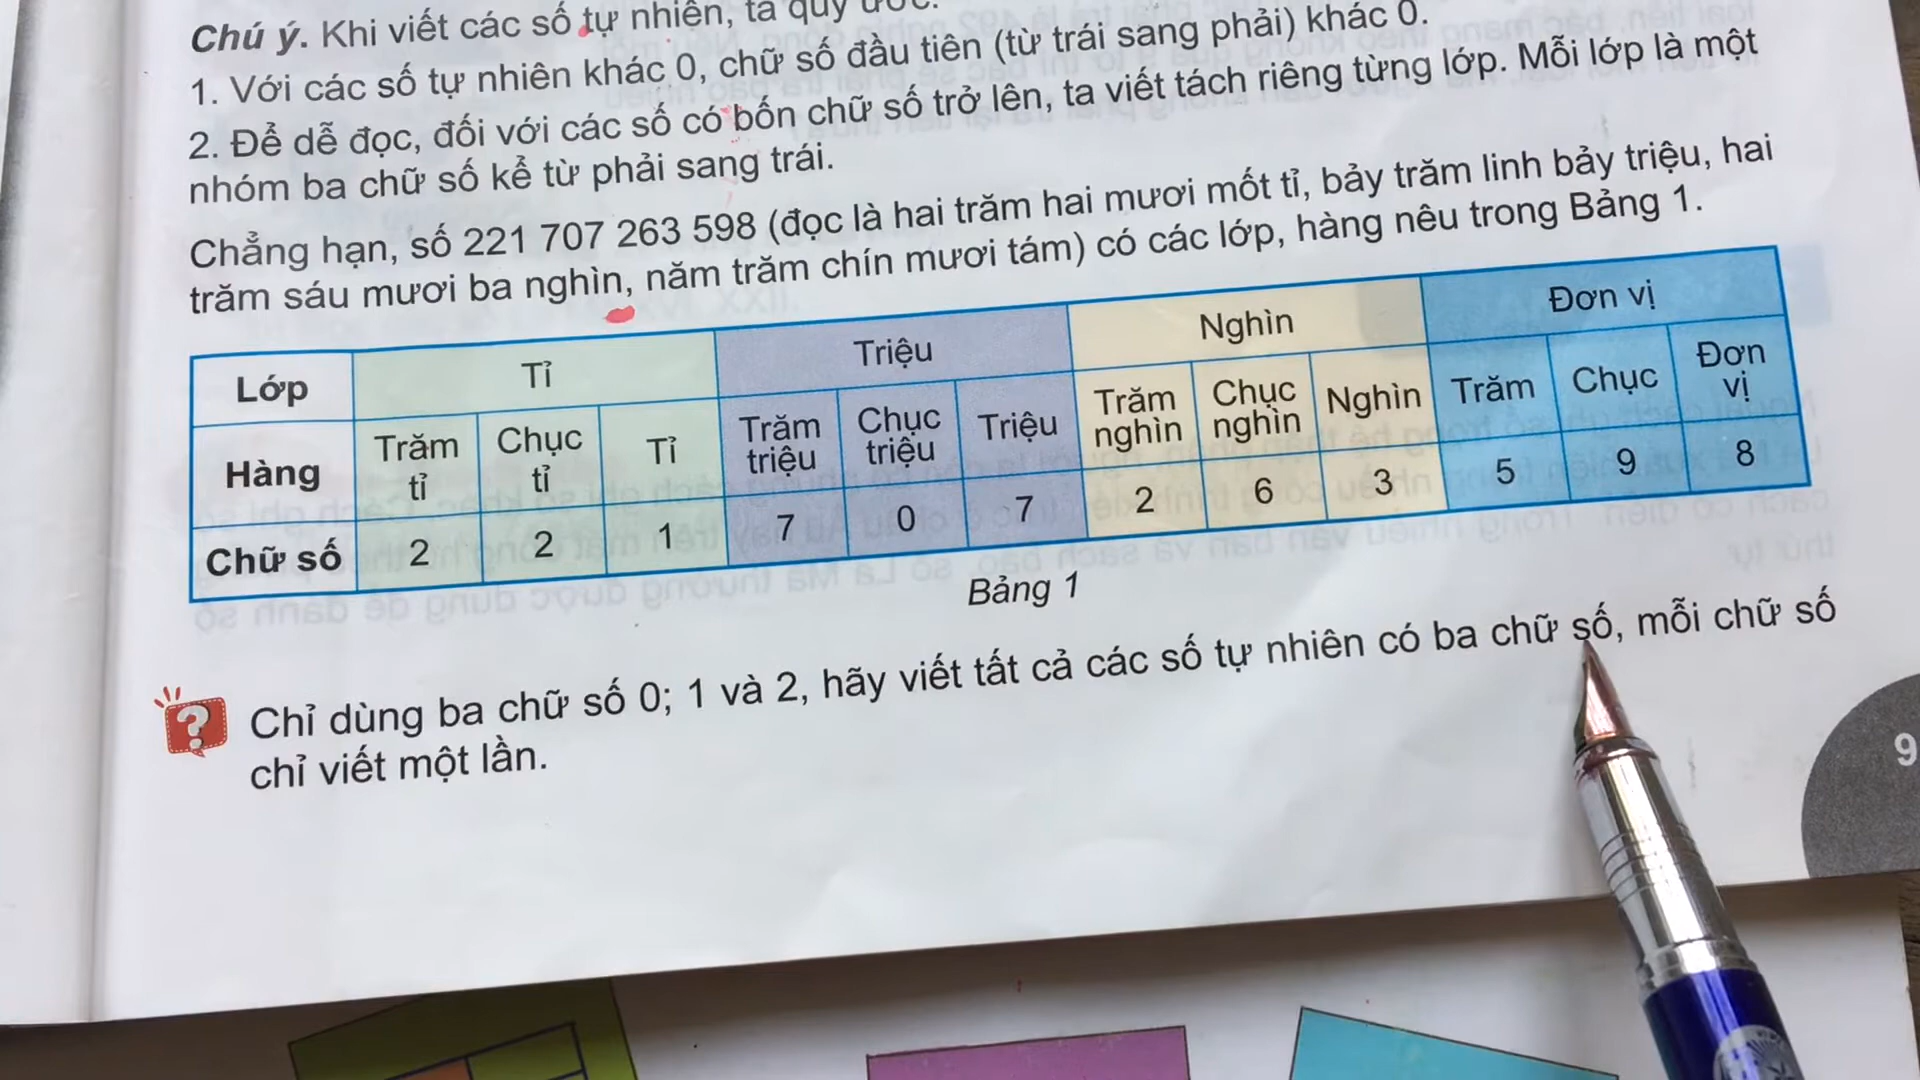 Chú ý. Khi viết các số tự nhiên, ta quy ước:
1. Với các số tự nhiên khác 0, chữ số đầu tiên (từ trái sang phải) khác 0.
2. Để dễ đọc, đối với các số có bốn chữ số trở lên, ta viết tách riêng từng lớp. Mỗi lớp là một
nhóm ba chữ số kể từ phải sang trái.
Chẳng hạn, số 221 707 263 598 (đọc là hai trăm hai mươi mốt tỉ, bảy trăm linh bảy triệu, hai
trăm sáu mươi ba nghìn, năm trăm chín mươi tám) có các lớp, hàng nêu trong Bảng 1.
Lớp Tỉ Triệu Nghìn Đơn vị
Hàng Trăm tỉ Chục tỉ Tỉ Trăm triệu Chục triệu Triệu Trăm nghìn Chục nghìn Nghìn Trăm Chục Đơn vị
Chữ số 2 2 1 7 0 7 2 6 3 5 9 8
Bảng 1
? Chỉ dùng ba chữ số 0; 1 và 2, hãy viết tất cả các số tự nhiên có ba chữ số, mỗi chữ số
chỉ viết một lần.
9